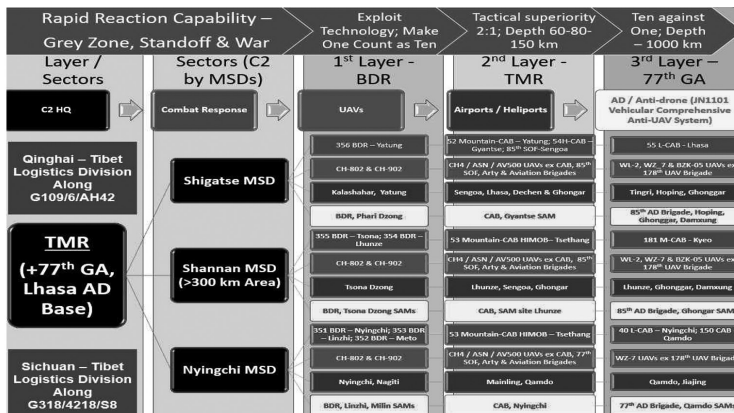 Rapid Reaction Capability –
Grey Zone, Standoff & War
Exploit
Technology; Make
One Count as Ten
Tactical superiority
2:1; Depth 60-80-
150 km
Ten against
One; Depth
– 1000 km
Layer /
Sectors
Sectors (C2
by MSDs)
1st Layer -
BDR
2nd Layer -
TMR
3rd Layer –
77th GA
C2 HQ
Combat Response
UAVs
Airports / Heliports
AD / Anti-drone (JN1101
Vehicular Comprehensive
Anti-UAV System)
Qinghai – Tibet
Logistics Division
Along
G109/6/AH42
TMR
(+77th GA,
Lhasa AD
Base)
Sichuan – Tibet
Logistics Division
Along
G318/4218/S8
Shigatse MSD
356 BDR – Yatung
52 Mountain-CAB – Yatung; 54H-CAB –
Gyantse; 85th SOF-Sengoa
55 L-CAB - Lhasa
CH-802 & CH-902
CH4 / ASN / AV500 UAVs ex CAB, 85th
SOF, Arty & Aviation Brigades
WL-2, WZ_7 & BZK-05 UAVs ex
178th UAV Brigade
Kalashahar, Yatung
Sengoa, Lhasa, Dechen & Ghongar
Tingri, Hoping, Ghonggar
BDR, Phari Dzong
CAB, Gyantse SAM
85th AD Brigade, Hoping,
Ghonggar, Damxung
Shannan MSD
(>300 km Area)
355 BDR – Tsona; 354 BDR –
Lhunze
53 Mountain-CAB HIMOB– Tsethang
181 M-CAB - Kyeo
CH-802 & CH-902
CH4 / ASN / AV500 UAVs ex CAB, 85th
SOF, Arty & Aviation Brigades
WL-2, WZ-7 & BZK-05 UAVs ex
178th UAV Brigade
Tsona Dzong
Lhunze, Sengoa, Ghongar
Lhunze, Ghonggar, Damxung
BDR, Tsona Dzong SAMs
CAB, SAM site Lhunze
85th AD Brigade, Ghongar SAM
Nyingchi MSD
351 BDR – Nyingchi; 353 BDR
– Linzhi; 352 BDR – Meto
53 Mountain-CAB HIMOB – Tsethang
40 L-CAB – Nyingchi; 150 CAB -
Qamdo
CH-802 & CH-902
CH4 / ASN / AV500 UAVs ex CAB, 77th
SOF, Arty & Aviation Brigades
WZ-7 UAVs ex 178th UAV Brigade
Nyingchi, Nagiti
Mainling, Qamdo
Qamdo, Jiajing
BDR, Linzhi, Milin SAMs
CAB, Nyingchi
77th AD Brigade, Qamdo SAMs